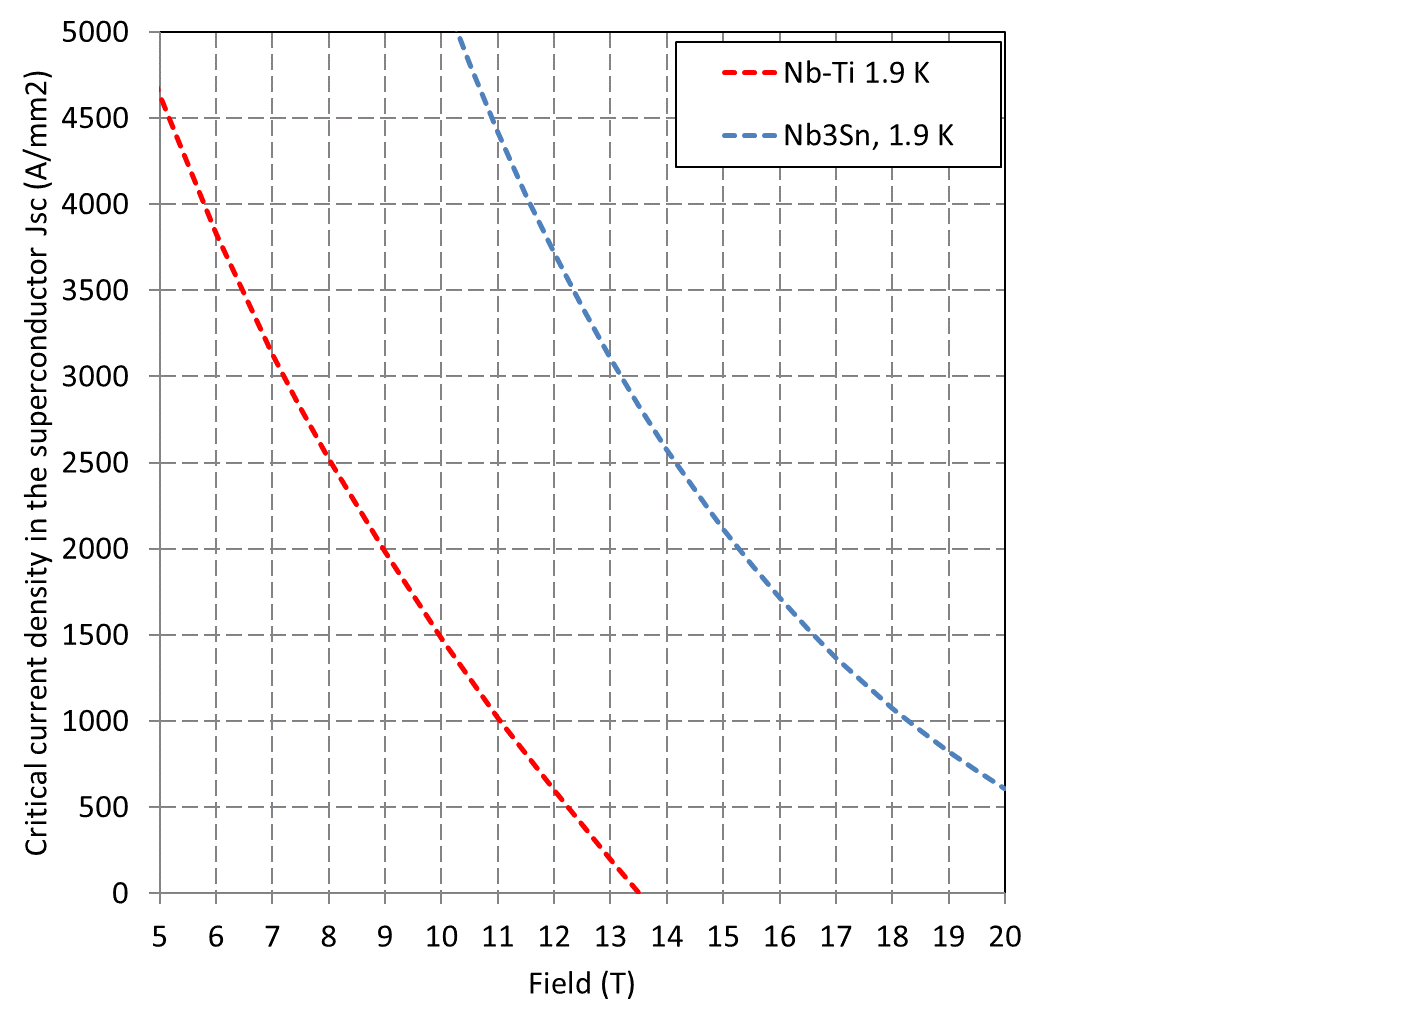 Critical current density in the superconductor Jsc (A/mm2)
5000
4500
4000
3500
3000
2500
2000
1500
1000
500
0
Nb-Ti 1.9 K
Nb3Sn, 1.9 K
5 6 7 8 9 10 11 12 13 14 15 16 17 18 19 20
Field (T)